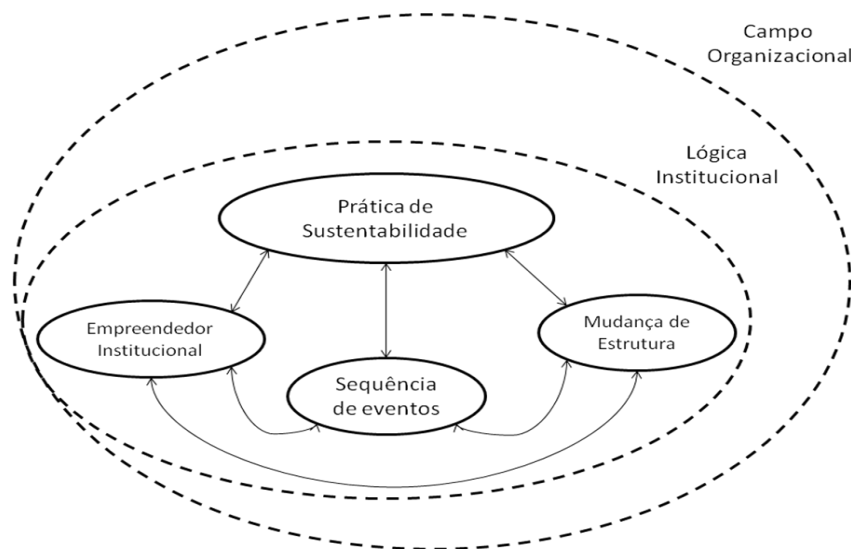 Campo
Organizacional
Lógica
Institucional
Prática de
Sustentabilidade
Empreendedor
Institucional
Mudança de
Estrutura
Sequência
de eventos